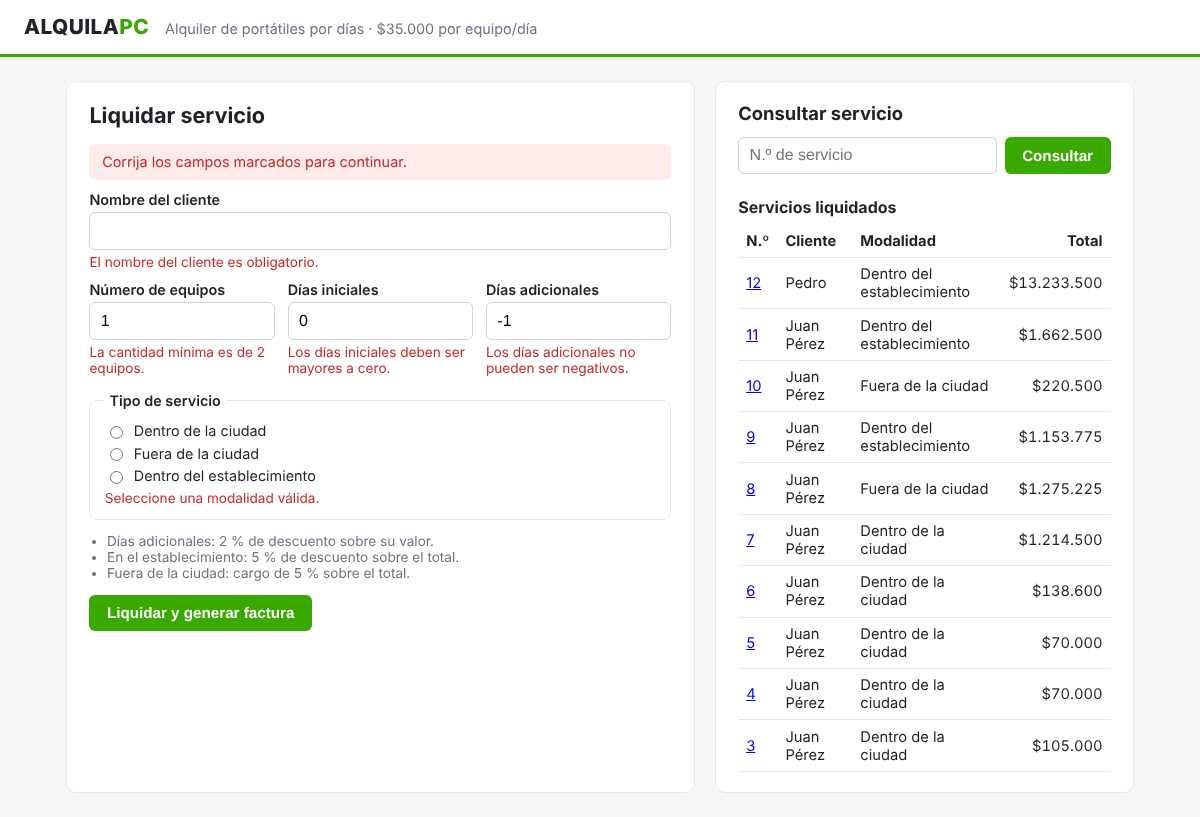 ALQUILAPC Alquiler de portátiles por días · $35.000 por equipo/día
Liquidar servicio
Corrija los campos marcados para continuar.
Nombre del cliente
El nombre del cliente es obligatorio.
Número de equipos Días iniciales Días adicionales
1 0 -1
La cantidad mínima es de 2 Los días iniciales deben ser Los días adicionales no
equipos. mayores a cero. pueden ser negativos.
Tipo de servicio
Dentro de la ciudad
Fuera de la ciudad
Dentro del establecimiento
Seleccione una modalidad válida.
• Días adicionales: 2 % de descuento sobre su valor.
• En el establecimiento: 5 % de descuento sobre el total.
• Fuera de la ciudad: cargo de 5 % sobre el total.
Liquidar y generar factura
Consultar servicio
N.º de servicio Consultar
Servicios liquidados
N.º Cliente Modalidad Total
12 Pedro Dentro del establecimiento $13.233.500
11 Juan Pérez Dentro del establecimiento $1.662.500
10 Juan Pérez Fuera de la ciudad $220.500
9 Juan Pérez Dentro del establecimiento $1.153.775
8 Juan Pérez Fuera de la ciudad $1.275.225
7 Juan Pérez Dentro de la ciudad $1.214.500
6 Juan Pérez Dentro de la ciudad $138.600
5 Juan Pérez Dentro de la ciudad $70.000
4 Juan Pérez Dentro de la ciudad $70.000
3 Juan Pérez Dentro de la ciudad $105.000